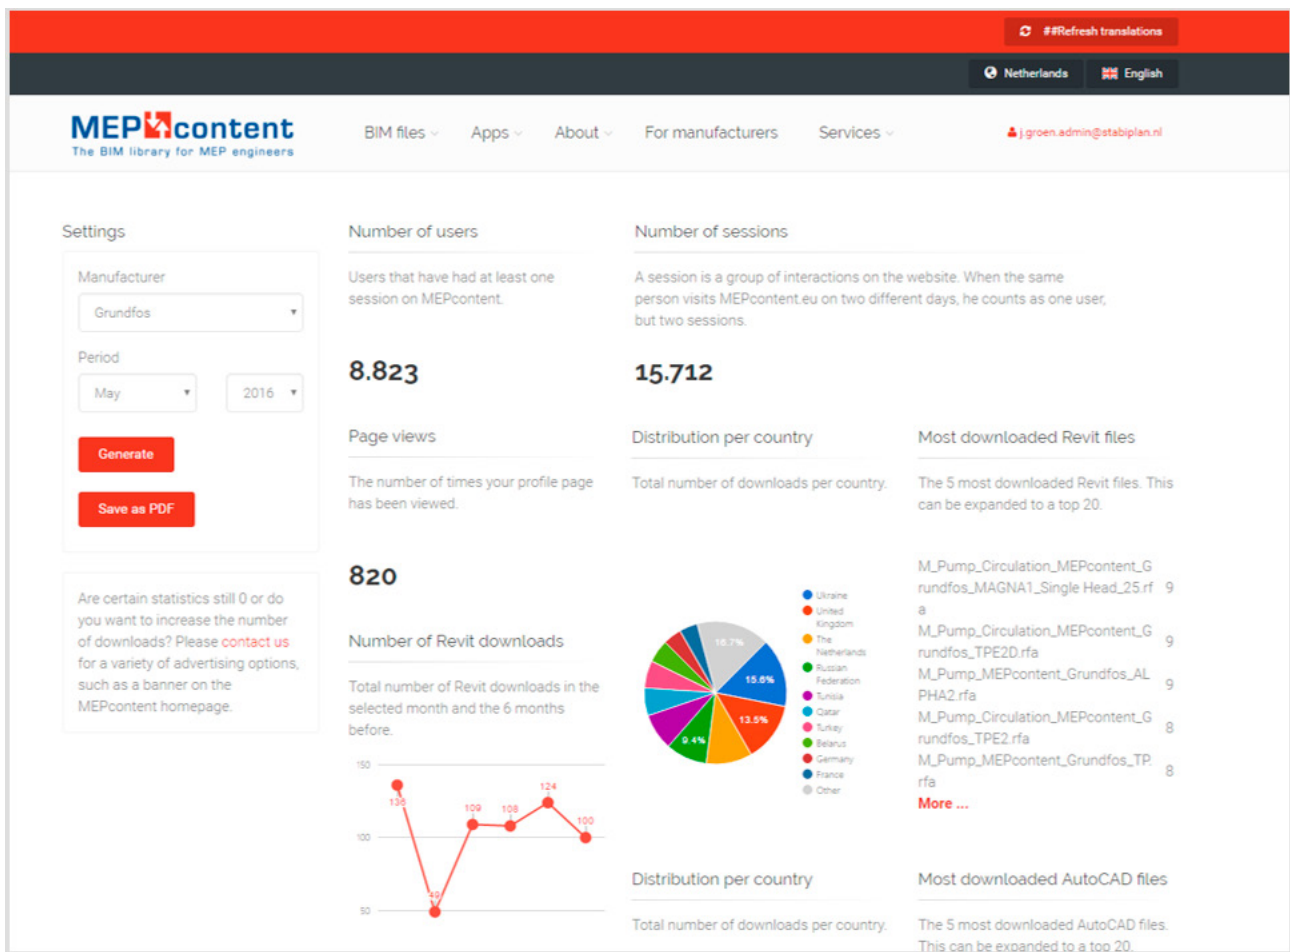 ##Refresh translations
Netherlands
English
MEPcontent
The BIM library for MEP engineers
BIM files
Apps
About
For manufacturers
Services
j.groen.admin@stabiplan.nl
Settings
Manufacturer
Grundfos
Period
May
2016
Generate
Save as PDF
Are certain statistics still 0 or do
you want to increase the number
of downloads? Please contact us
for a variety of advertising options,
such as a banner on the
MEPcontent homepage.
Number of users
Users that have had at least one
session on MEPcontent.
8.823
Number of sessions
A session is a group of interactions on the website. When the same
person visits MEPcontent.eu on two different days, he counts as one user,
but two sessions.
15.712
Page views
The number of times your profile page
has been viewed.
820
Number of Revit downloads
Total number of Revit downloads in the
selected month and the 6 months
before.
150
100
50
136
49
109
108
124
100
Distribution per country
Total number of downloads per country.
16.7%
15.6%
13.5%
9.4%
Ukraine
United
Kingdom
The
Netherlands
Russian
Federation
Tunisia
Qatar
Turkey
Belarus
Germany
France
Other
Most downloaded Revit files
The 5 most downloaded Revit files. This
can be expanded to a top 20.
M_Pump_Circulation_MEPcontent_G
rundfos_MAGNA1_Single Head_25.rf 9
a
M_Pump_Circulation_MEPcontent_G
rundfos_TPE2D.rfa 9
M_Pump_MEPcontent_Grundfos_AL
PHA2.rfa 9
M_Pump_Circulation_MEPcontent_G
rundfos_TPE2.rfa 8
M_Pump_MEPcontent_Grundfos_TP.
rfa 8
More ...
Distribution per country
Total number of downloads per country.
Most downloaded AutoCAD files
The 5 most downloaded AutoCAD files.
This can be expanded to a top 20.